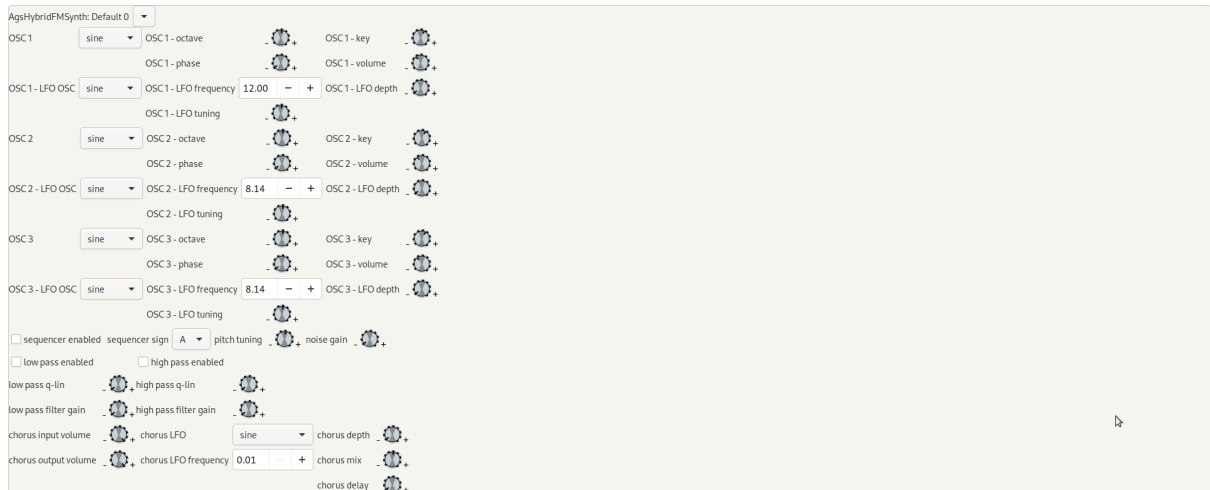 AgsHybridFMSynth: Default 0
OSC 1 sine OSC 1 - octave - + OSC 1 - key - +
OSC 1 - phase - + OSC 1 - volume - +
OSC 1 - LFO OSC sine OSC 1 - LFO frequency 12.00 − + OSC 1 - LFO depth - +
OSC 1 - LFO tuning - +
OSC 2 sine OSC 2 - octave - + OSC 2 - key - +
OSC 2 - phase - + OSC 2 - volume - +
OSC 2 - LFO OSC sine OSC 2 - LFO frequency 8.14 − + OSC 2 - LFO depth - +
OSC 2 - LFO tuning - +
OSC 3 sine OSC 3 - octave - + OSC 3 - key - +
OSC 3 - phase - + OSC 3 - volume - +
OSC 3 - LFO OSC sine OSC 3 - LFO frequency 8.14 − + OSC 3 - LFO depth - +
OSC 3 - LFO tuning - +
sequencer enabled sequencer sign A pitch tuning - + noise gain - +
low pass enabled high pass enabled
low pass q-lin - + high pass q-lin - +
low pass filter gain - + high pass filter gain - +
chorus input volume - + chorus LFO sine chorus depth - +
chorus output volume - + chorus LFO frequency 0.01 − + chorus mix - +
chorus delay - +